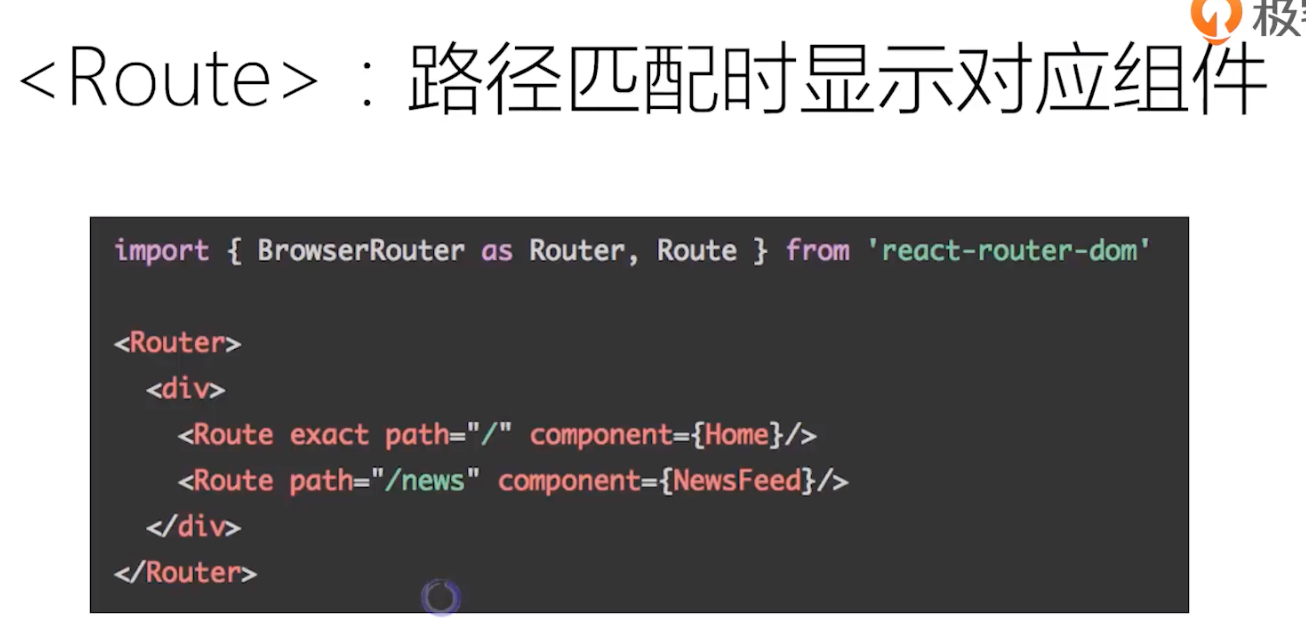 极客
<Route>：路径匹配时显示对应组件
import { BrowserRouter as Router, Route } from 'react-router-dom'
<Router>
<div>
<Route exact path="/" component={Home}/>
<Route path="/news" component={NewsFeed}/>
</div>
</Router>